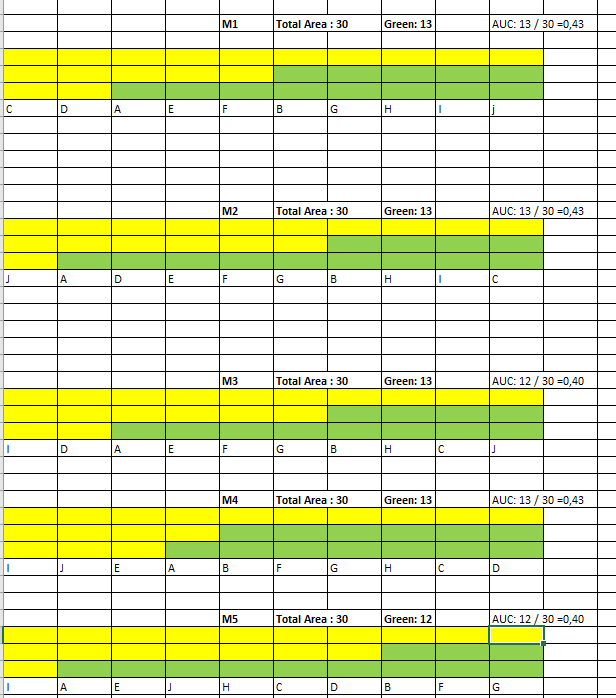 M1 Total Area : 30 Green: 13 AUC: 13 / 30 =0,43
C D A E F B G H I j
M2 Total Area : 30 Green: 13 AUC: 13 / 30 =0,43
J A D E F G B H I C
M3 Total Area : 30 Green: 13 AUC: 12 / 30 =0,40
I D A E F G B H C J
M4 Total Area : 30 Green: 13 AUC: 13 / 30 =0,43
I J E A B F G H C D
M5 Total Area : 30 Green: 12 AUC: 12 / 30 =0,40
I A E J H C D B F G